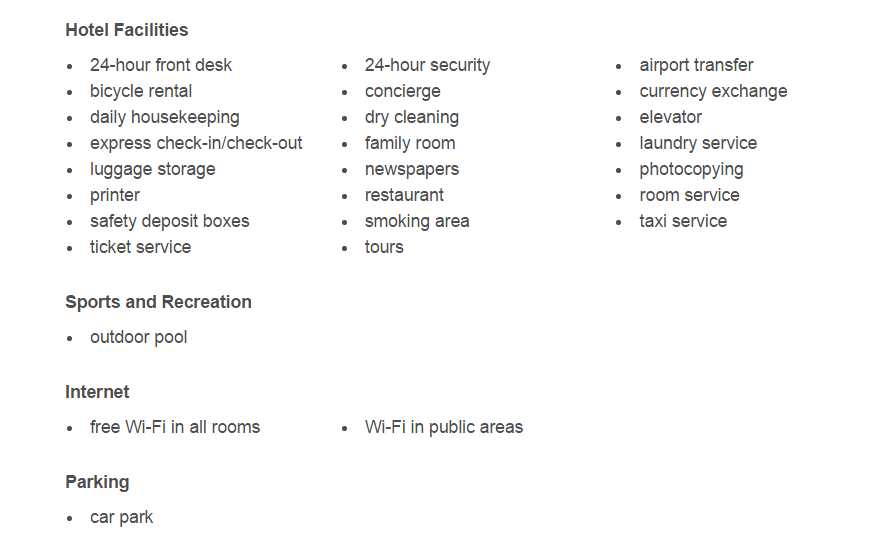 Hotel Facilities
24-hour front desk 24-hour security airport transfer
bicycle rental concierge currency exchange
daily housekeeping dry cleaning elevator
express check-in/check-out family room laundry service
luggage storage newspapers photocopying
printer restaurant room service
safety deposit boxes smoking area taxi service
ticket service tours
Sports and Recreation
outdoor pool
Internet
free Wi-Fi in all rooms Wi-Fi in public areas
Parking
car park